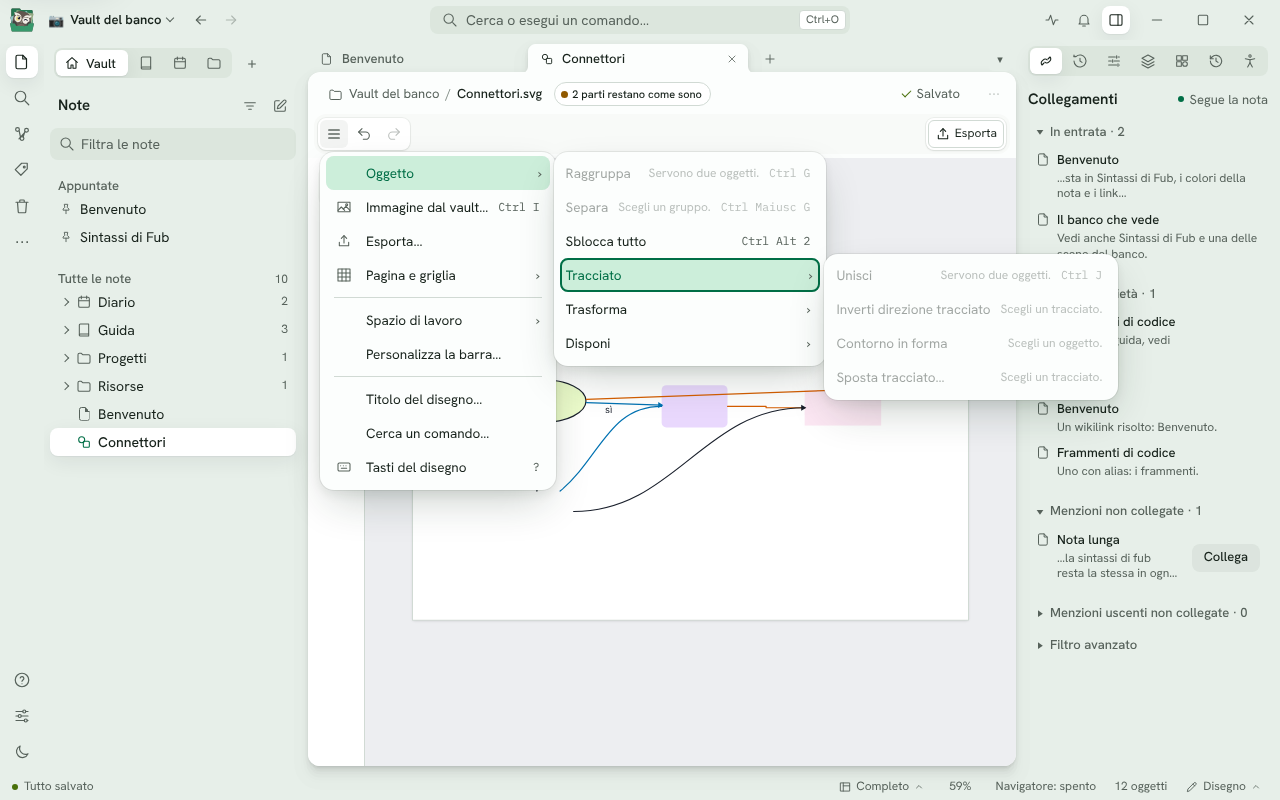 Vault del banco
Cerca o esegui un comando...
Ctrl+O
Vault
Benvenuto
Connettori
Note
Filtra le note
Appuntate
Benvenuto
Sintassi di Fub
Tutte le note 10
Diario 2
Guida 3
Progetti 1
Risorse 1
Benvenuto
Connettori
Vault del banco / Connettori.svg
2 parti restano come sono
Salvato
Esporta
Oggetto
Immagine dal vault... Ctrl I
Esporta...
Pagina e griglia
Spazio di lavoro
Personalizza la barra...
Titolo del disegno...
Cerca un comando...
Tasti del disegno ?
Raggruppa Servono due oggetti. Ctrl G
Separa Scegli un gruppo. Ctrl Maiusc G
Sblocca tutto Ctrl Alt 2
Tracciato
Trasforma
Disponi
Unisci Servono due oggetti. Ctrl J
Inverti direzione tracciato Scegli un tracciato.
Contorno in forma Scegli un oggetto.
Sposta tracciato... Scegli un tracciato.
sì
Collegamenti
Segue la nota
In entrata · 2
Benvenuto
...sta in Sintassi di Fub, i colori della
nota e i link...
Il banco che vede
Vedi anche Sintassi di Fub e una delle
scene del banco.
età · 1
i di codice
uida, vedi
Benvenuto
Un wikilink risolto: Benvenuto.
Frammenti di codice
Uno con alias: i frammenti.
Menzioni non collegate · 1
Nota lunga
...la sintassi di fub
resta la stessa in ogn...
Collega
Menzioni uscenti non collegate · 0
Filtro avanzato
Tutto salvato
Completo
59%
Navigatore: spento
12 oggetti
Disegno